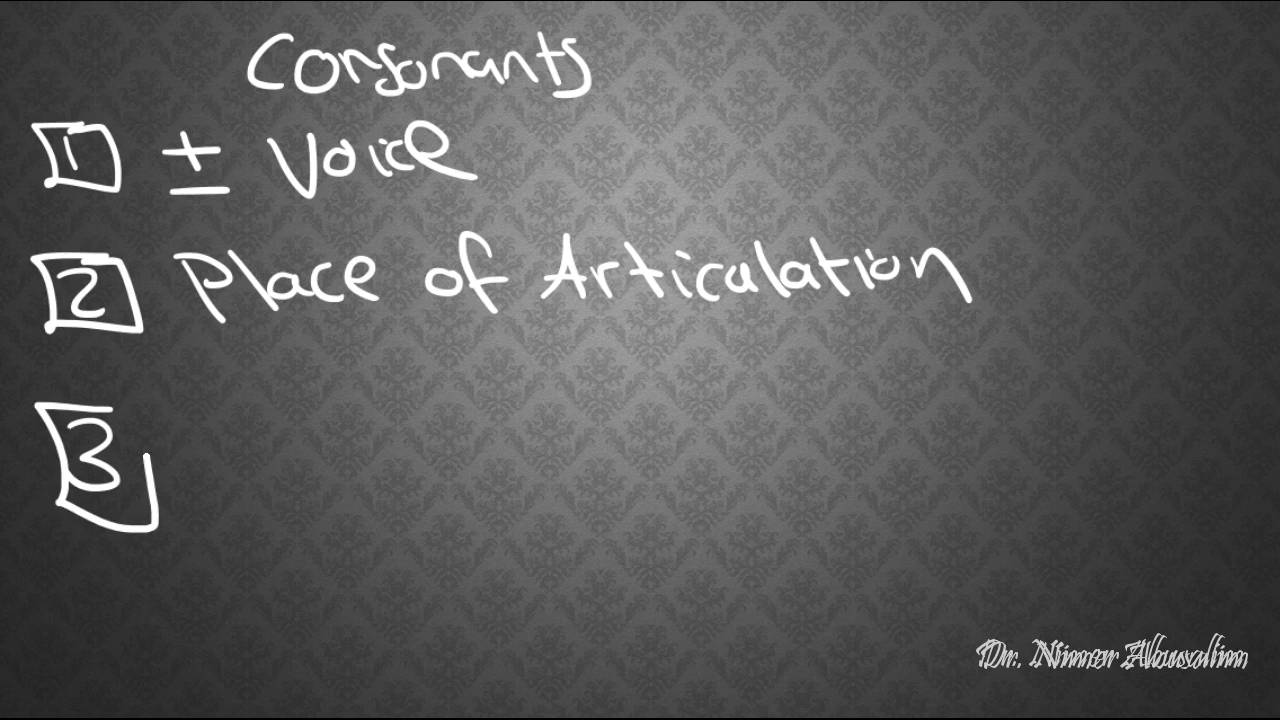 Consonants
1 ± Voice
2 Place of Articulation
3
Dr. Nimer Abusalim